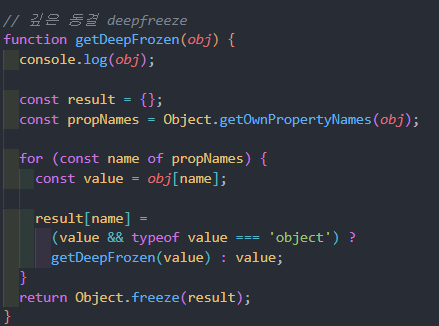 // 깊은 동결 deepfreeze
function getDeepFrozen(obj) {
  console.log(obj);

  const result = {};
  const propNames = Object.getOwnPropertyNames(obj);

  for (const name of propNames) {
    const value = obj[name];

    result[name] =
      (value && typeof value === 'object') ?
      getDeepFrozen(value) : value;
  }
  return Object.freeze(result);
}